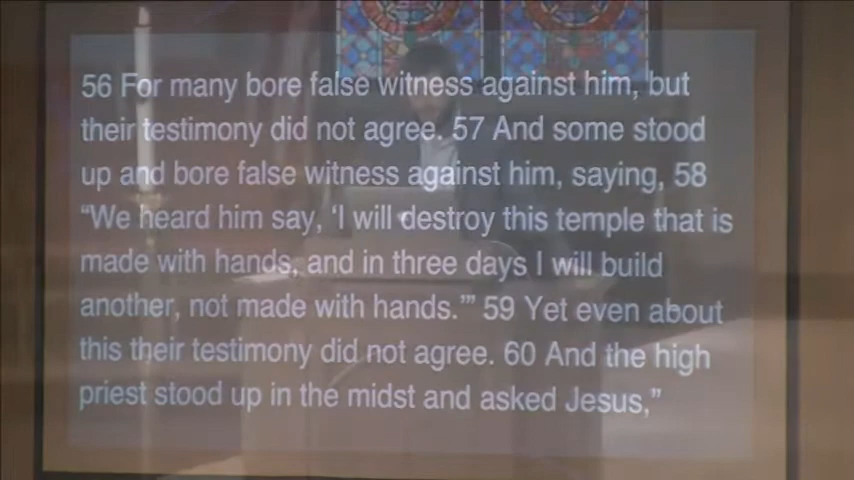 56 For many bore false witness against him, but
their testimony did not agree. 57 And some stood
up and bore false witness against him, saying, 58
“We heard him say, ‘I will destroy this temple that is
made with hands, and in three days I will build
another, not made with hands.’” 59 Yet even about
this their testimony did not agree. 60 And the high
priest stood up in the midst and asked Jesus,”